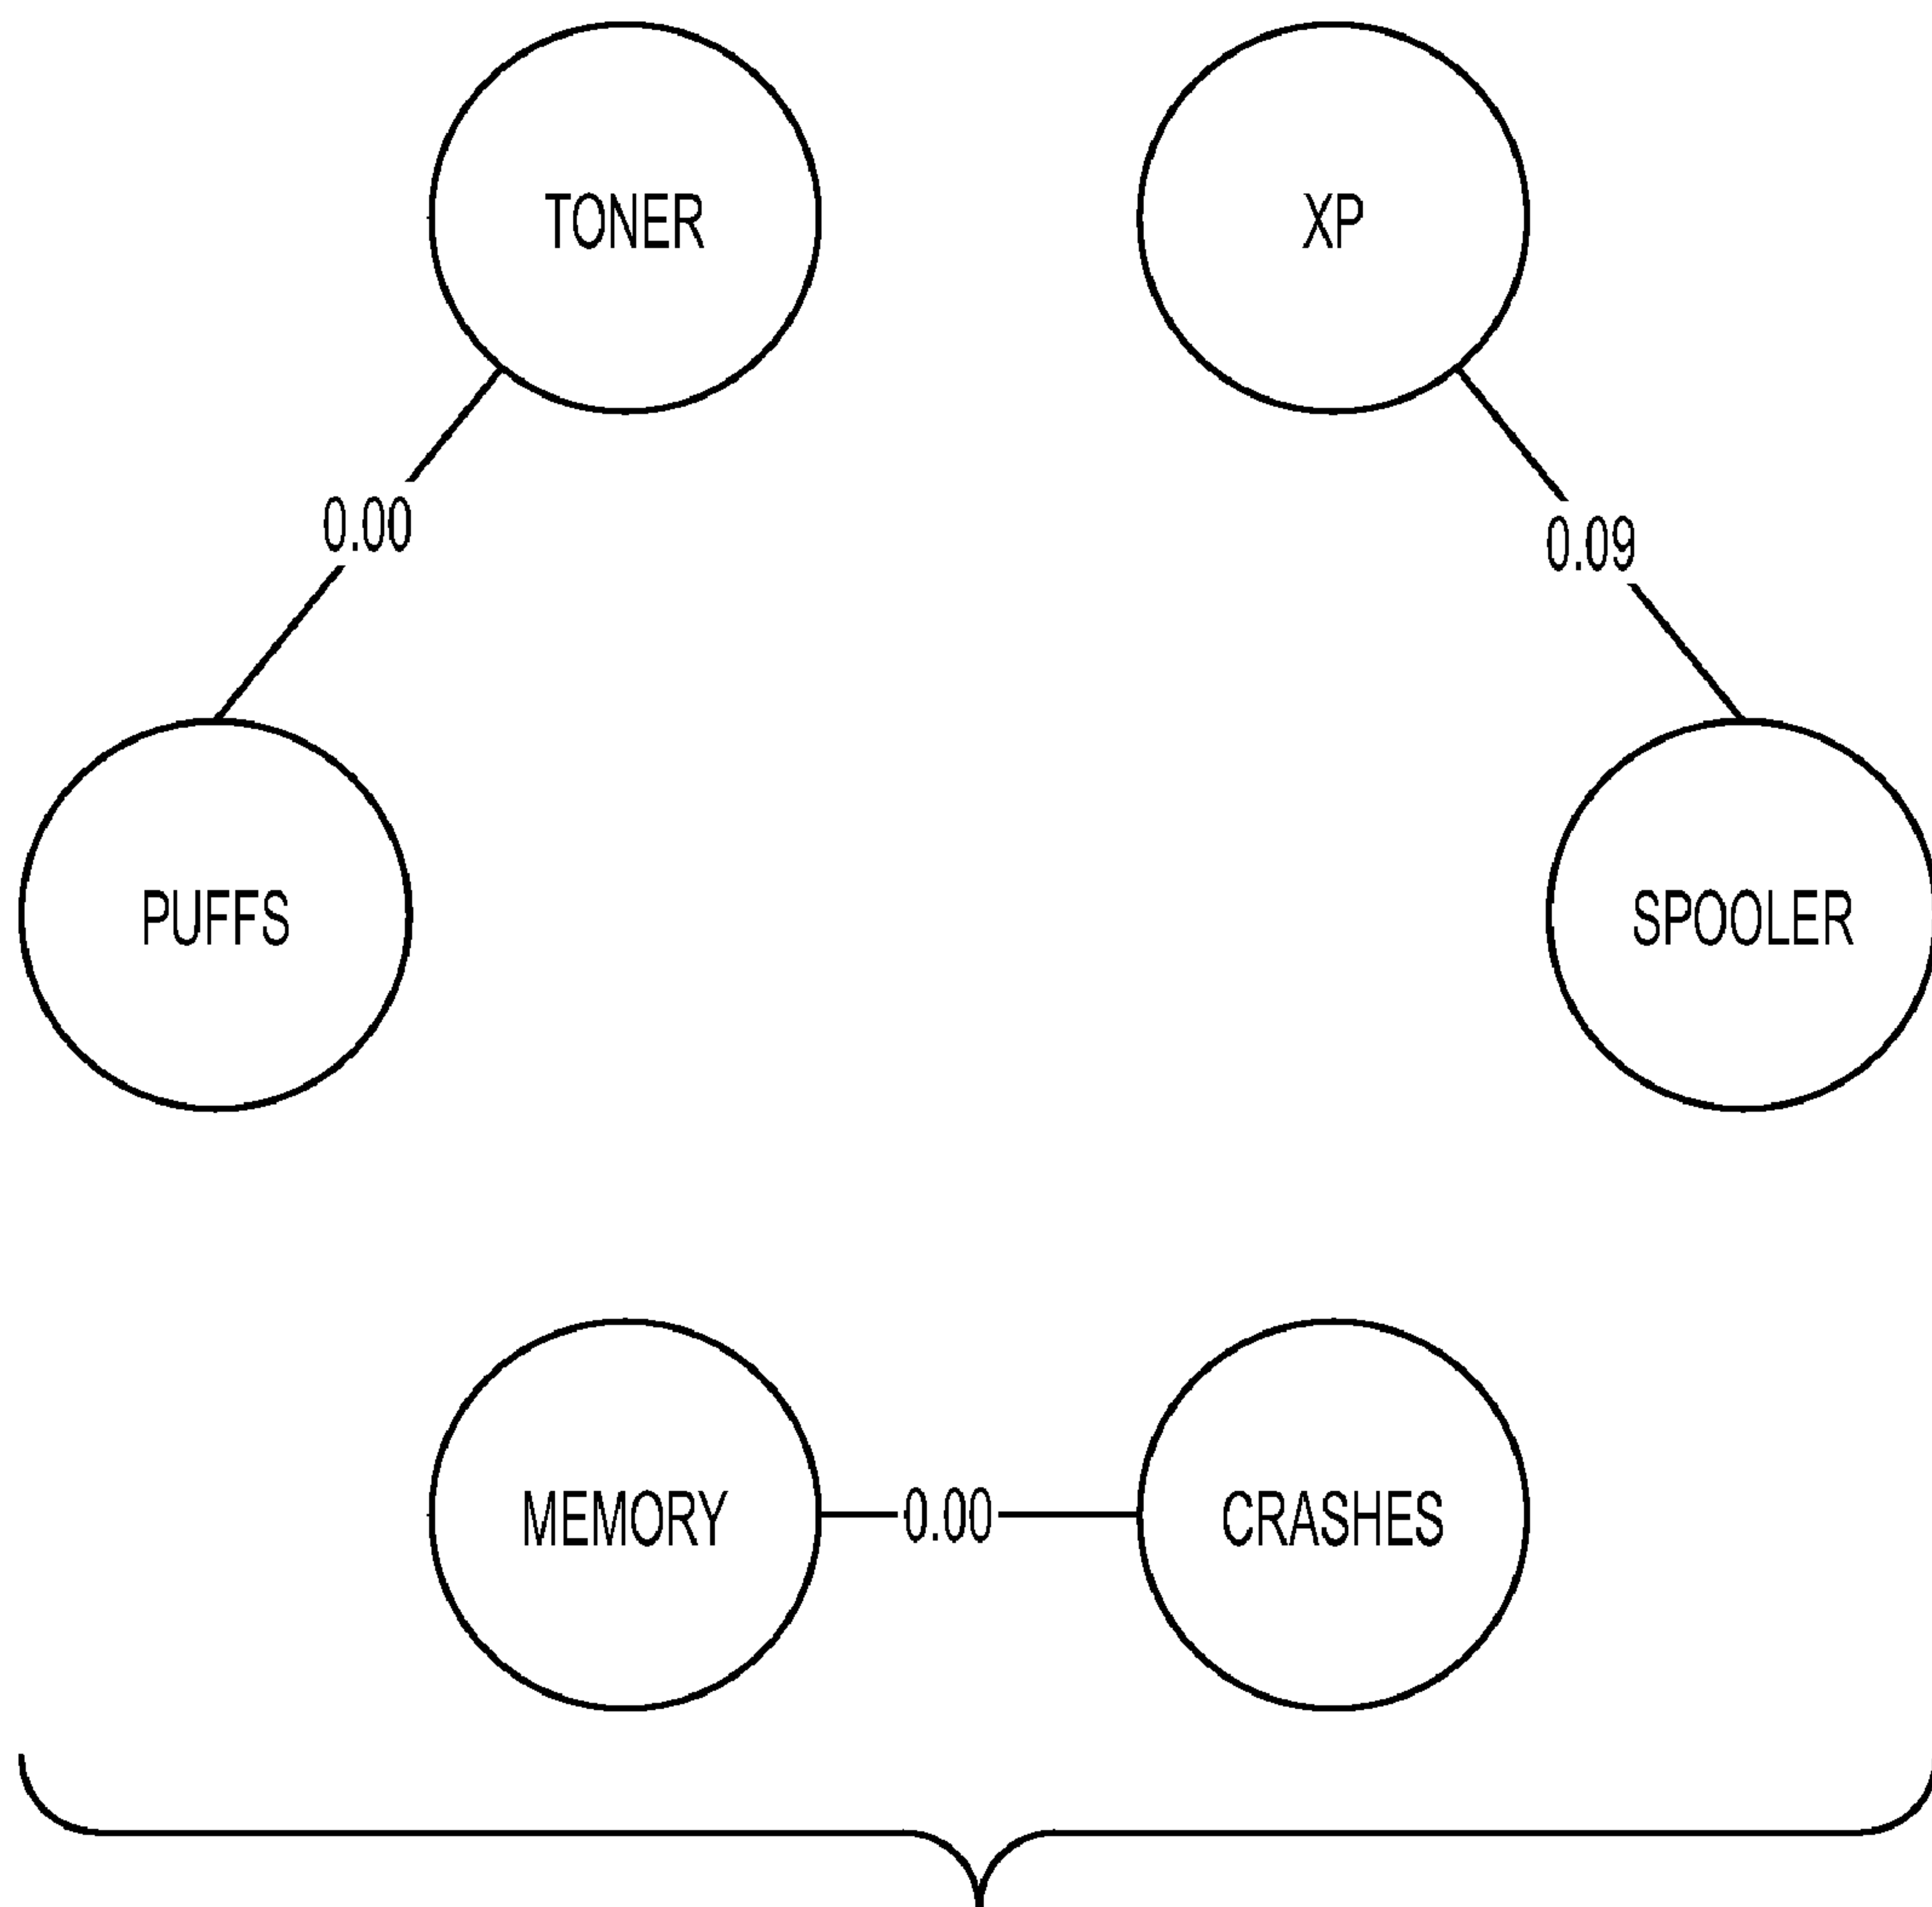 TONER
XP
0.00
0.09
PUFFS
SPOOLER
MEMORY
0.00
CRASHES